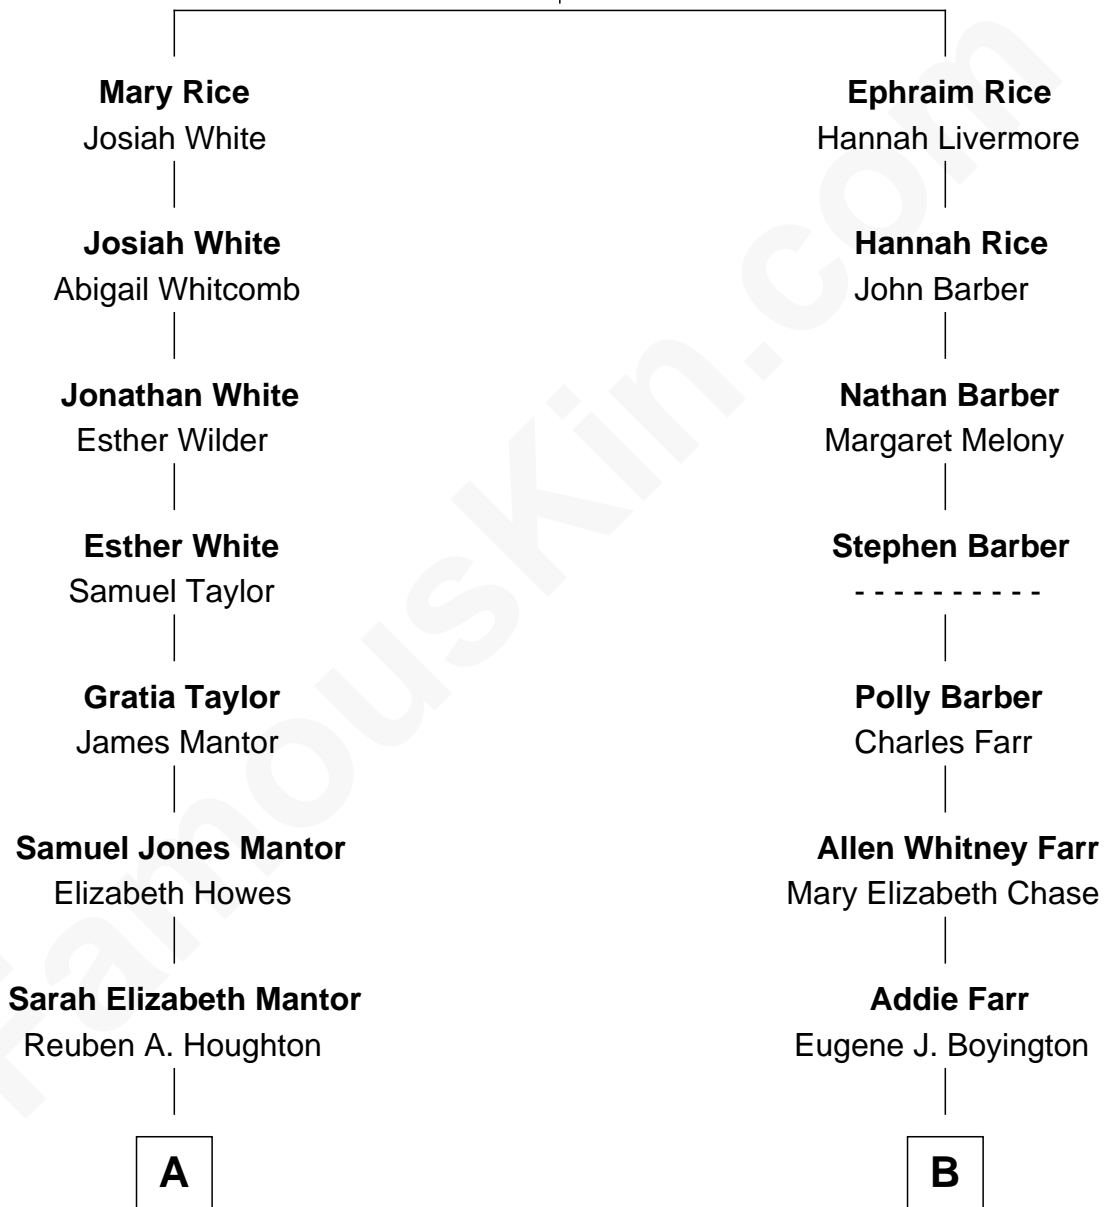 Mary Rice
Josiah White
Ephraim Rice
Hannah Livermore
Josiah White
Abigail Whitcomb
Hannah Rice
John Barber
Jonathan White
Esther Wilder
Nathan Barber
Margaret Melony
Esther White
Samuel Taylor
Stephen Barber
- - - - - - - - - -
Gratia Taylor
James Mantor
Polly Barber
Charles Farr
Samuel Jones Mantor
Elizabeth Howes
Allen Whitney Farr
Mary Elizabeth Chase
Sarah Elizabeth Mantor
Reuben A. Houghton
Addie Farr
Eugene J. Boyington
A
B
FamousKin.com